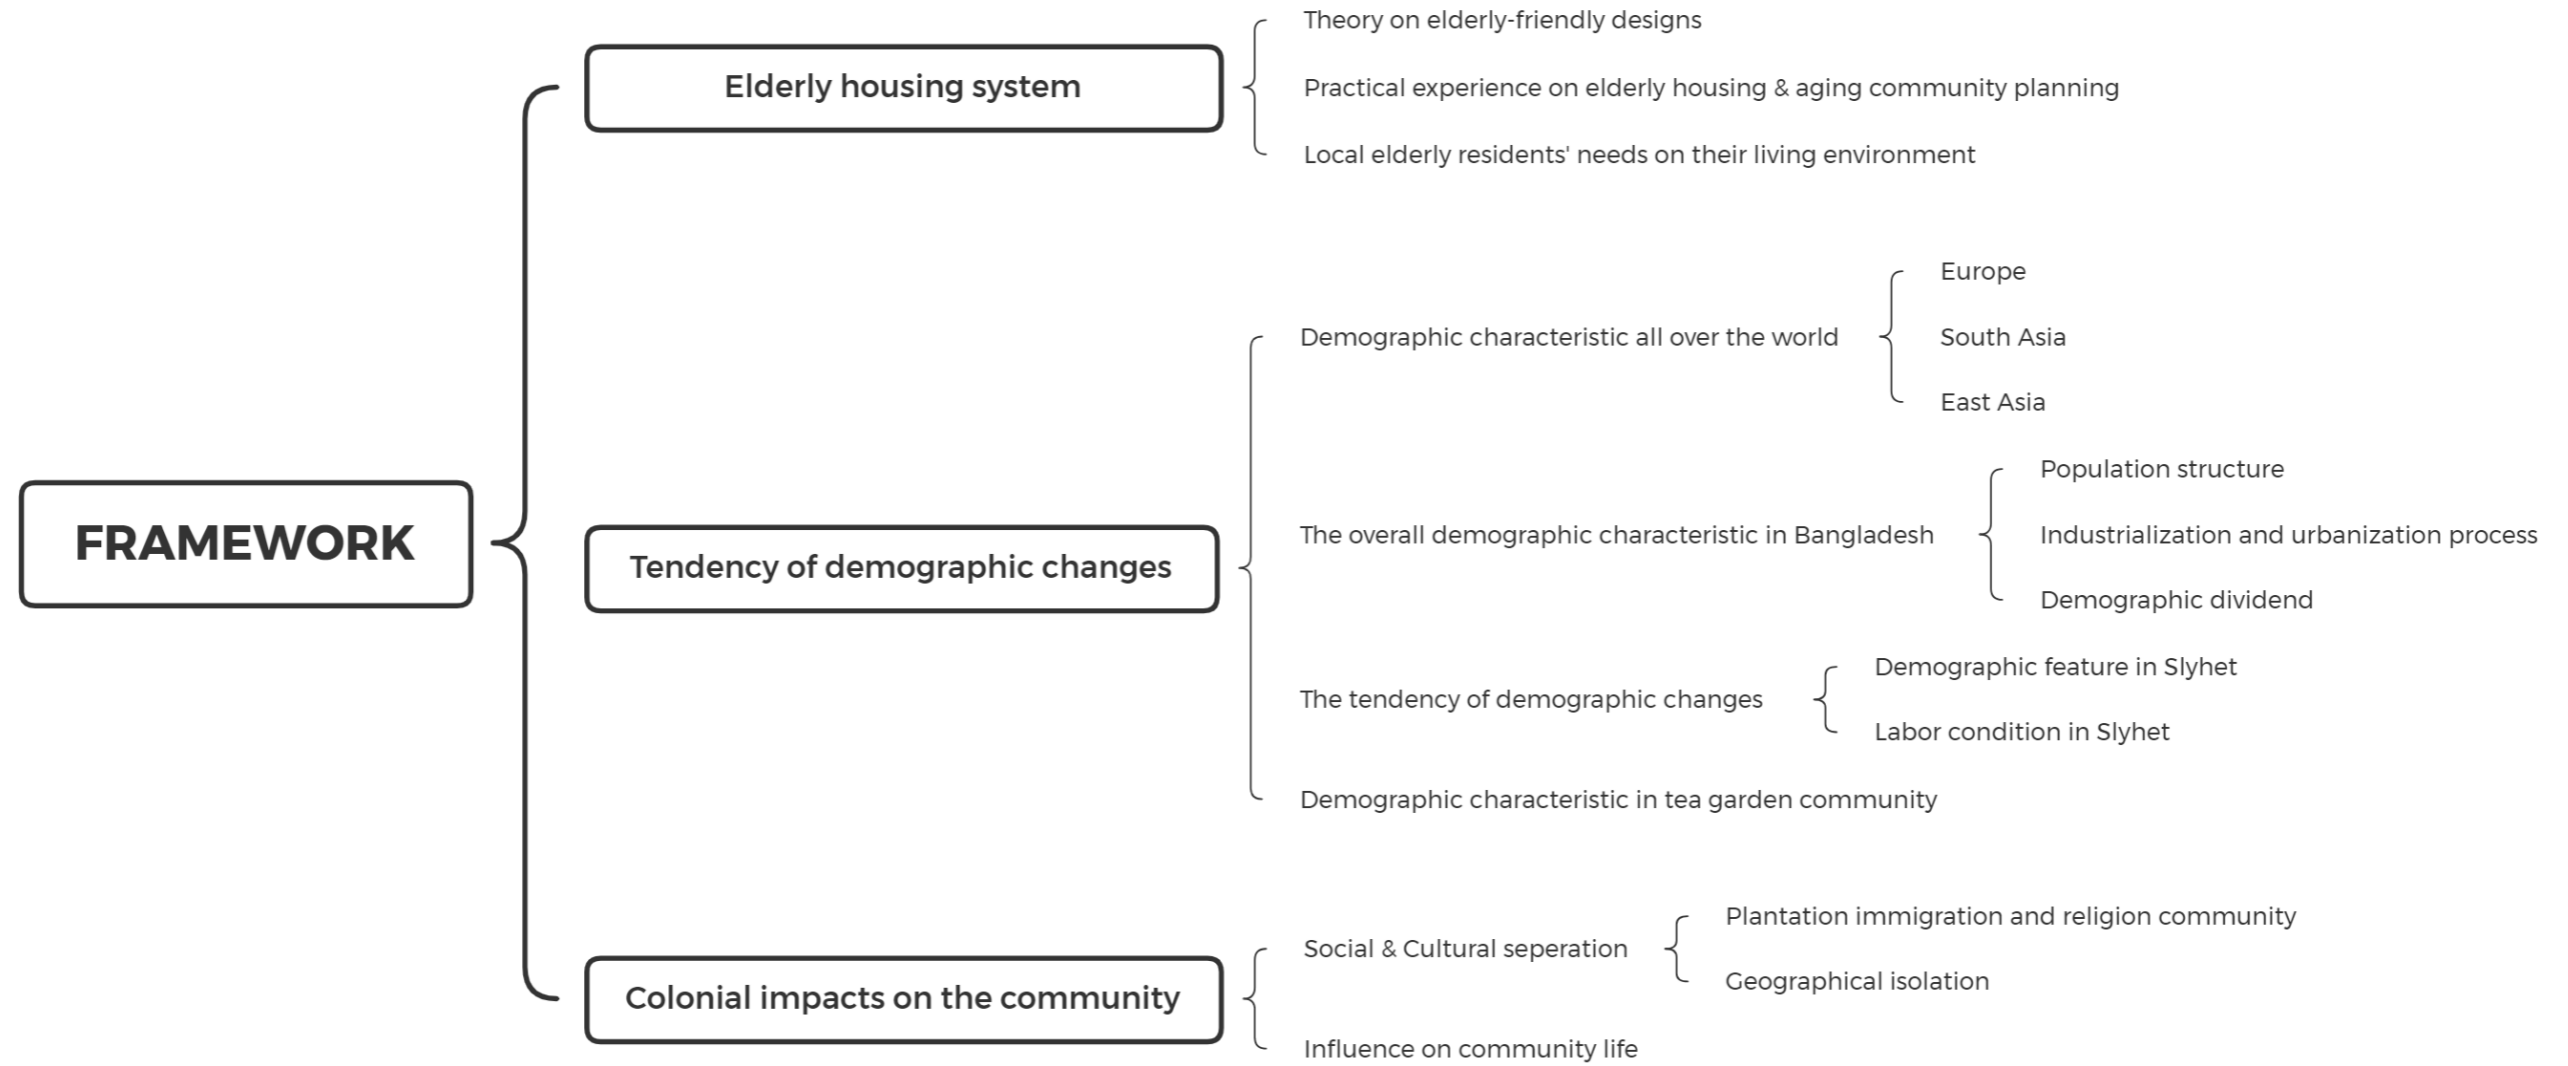 FRAMEWORK
Elderly housing system
Theory on elderly-friendly designs
Practical experience on elderly housing & aging community planning
Local elderly residents' needs on their living environment
Tendency of demographic changes
Demographic characteristic all over the world
Europe
South Asia
East Asia
The overall demographic characteristic in Bangladesh
Population structure
Industrialization and urbanization process
Demographic dividend
The tendency of demographic changes
Demographic feature in Slyhet
Labor condition in Slyhet
Demographic characteristic in tea garden community
Colonial impacts on the community
Social & Cultural seperation
Plantation immigration and religion community
Geographical isolation
Influence on community life